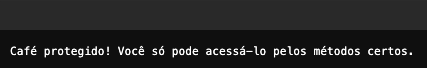 Café protegido! Você só pode acessá-lo pelos métodos certos.